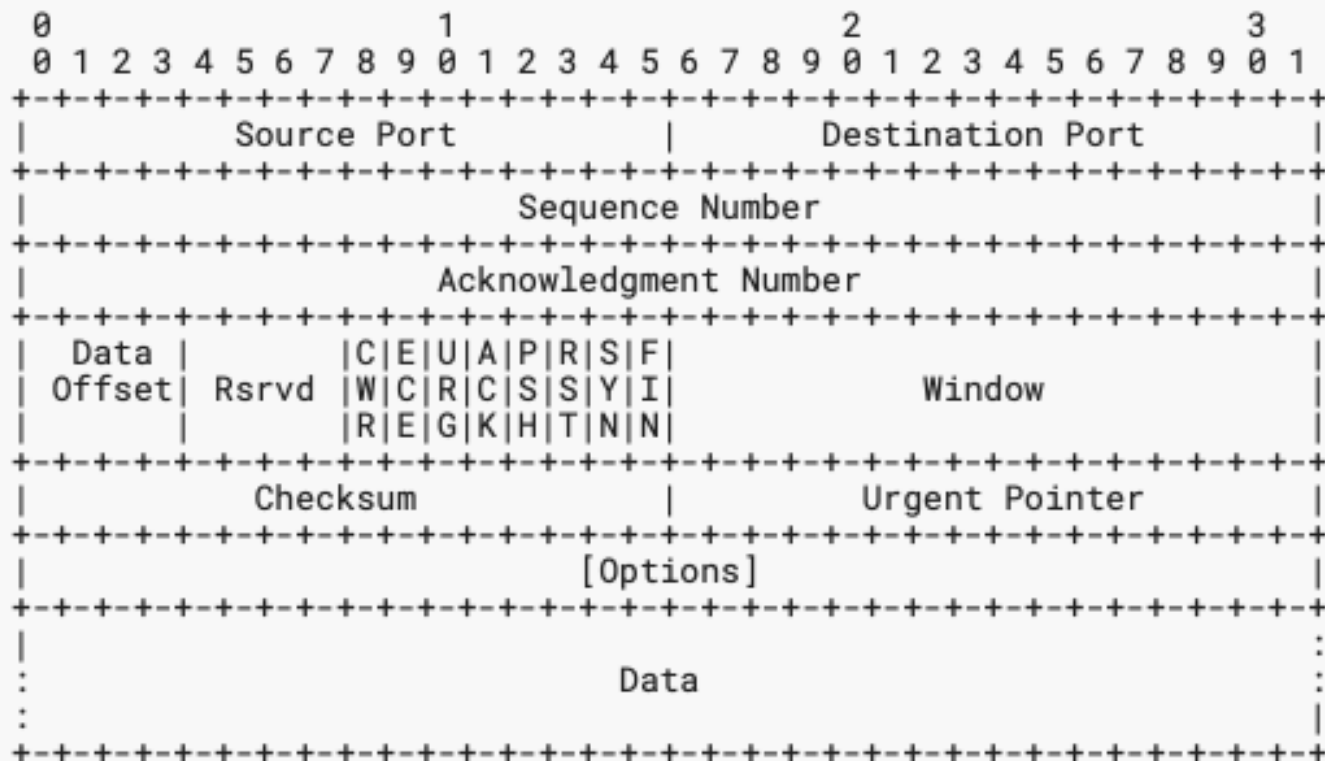 0                   1                   2                   3
 0 1 2 3 4 5 6 7 8 9 0 1 2 3 4 5 6 7 8 9 0 1 2 3 4 5 6 7 8 9 0 1
+-+-+-+-+-+-+-+-+-+-+-+-+-+-+-+-+-+-+-+-+-+-+-+-+-+-+-+-+-+-+-+-+
|          Source Port          |       Destination Port        |
+-+-+-+-+-+-+-+-+-+-+-+-+-+-+-+-+-+-+-+-+-+-+-+-+-+-+-+-+-+-+-+-+
|                        Sequence Number                        |
+-+-+-+-+-+-+-+-+-+-+-+-+-+-+-+-+-+-+-+-+-+-+-+-+-+-+-+-+-+-+-+-+
|                    Acknowledgment Number                      |
+-+-+-+-+-+-+-+-+-+-+-+-+-+-+-+-+-+-+-+-+-+-+-+-+-+-+-+-+-+-+-+-+
|  Data |       |C|E|U|A|P|R|S|F|                               |
| Offset| Rsrvd |W|C|R|C|S|S|Y|I|            Window             |
|       |       |R|E|G|K|H|T|N|N|                               |
+-+-+-+-+-+-+-+-+-+-+-+-+-+-+-+-+-+-+-+-+-+-+-+-+-+-+-+-+-+-+-+-+
|           Checksum            |         Urgent Pointer        |
+-+-+-+-+-+-+-+-+-+-+-+-+-+-+-+-+-+-+-+-+-+-+-+-+-+-+-+-+-+-+-+-+
|                           [Options]                           |
+-+-+-+-+-+-+-+-+-+-+-+-+-+-+-+-+-+-+-+-+-+-+-+-+-+-+-+-+-+-+-+-+
|                                                               :
:                             Data                              :
:                                                               |
+-+-+-+-+-+-+-+-+-+-+-+-+-+-+-+-+-+-+-+-+-+-+-+-+-+-+-+-+-+-+-+-+